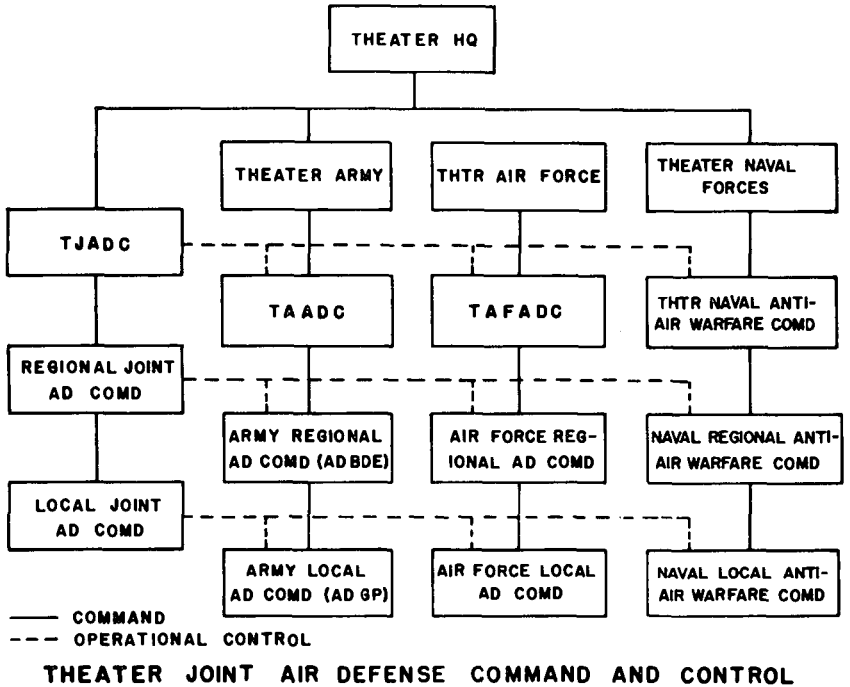 THEATER HQ
THEATER ARMY
THTR AIR FORCE
THEATER NAVAL
FORCES
TJADC
TAADC
TAFADC
THTR NAVAL ANTI-
AIR WARFARE COMD
REGIONAL JOINT
AD COMD
ARMY REGIONAL
AD COMD (AD BDE)
AIR FORCE REG-
IONAL AD COMD
NAVAL REGIONAL ANTI-
AIR WARFARE COMD
LOCAL JOINT
AD COMD
ARMY LOCAL
AD COMD (AD GP)
AIR FORCE LOCAL
AD COMD
NAVAL LOCAL ANTI-
AIR WARFARE COMD
COMMAND
OPERATIONAL CONTROL
THEATER JOINT AIR DEFENSE COMMAND AND CONTROL